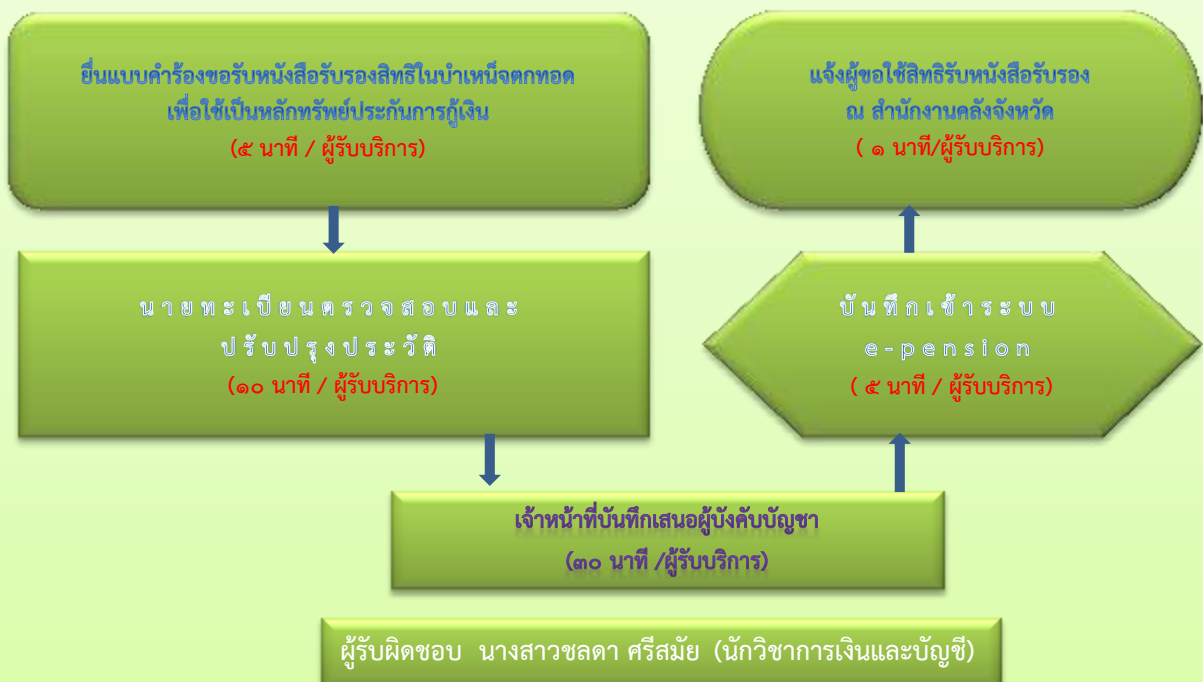 ยื่นแบบคำร้องขอรับหนังสือรับรองสิทธิในบำเหน็จตกทอด
เพื่อใช้เป็นหลักทรัพย์ประกันการกู้เงิน
(๕ นาที / ผู้รับบริการ)
นายทะเบียนตรวจสอบและ
ปรับปรุงประวัติ
(๑๐ นาที / ผู้รับบริการ)
เจ้าหน้าที่บันทึกเสนอผู้บังคับบัญชา
(๓๐ นาที /ผู้รับบริการ)
บันทึกเข้าระบบ
e-pension
( ๕ นาที / ผู้รับบริการ)
แจ้งผู้ขอใช้สิทธิรับหนังสือรับรอง
ณ สำนักงานคลังจังหวัด
( ๑ นาที/ผู้รับบริการ)
ผู้รับผิดชอบ นางสาวชลดา ศรีสมัย (นักวิชาการเงินและบัญชี)